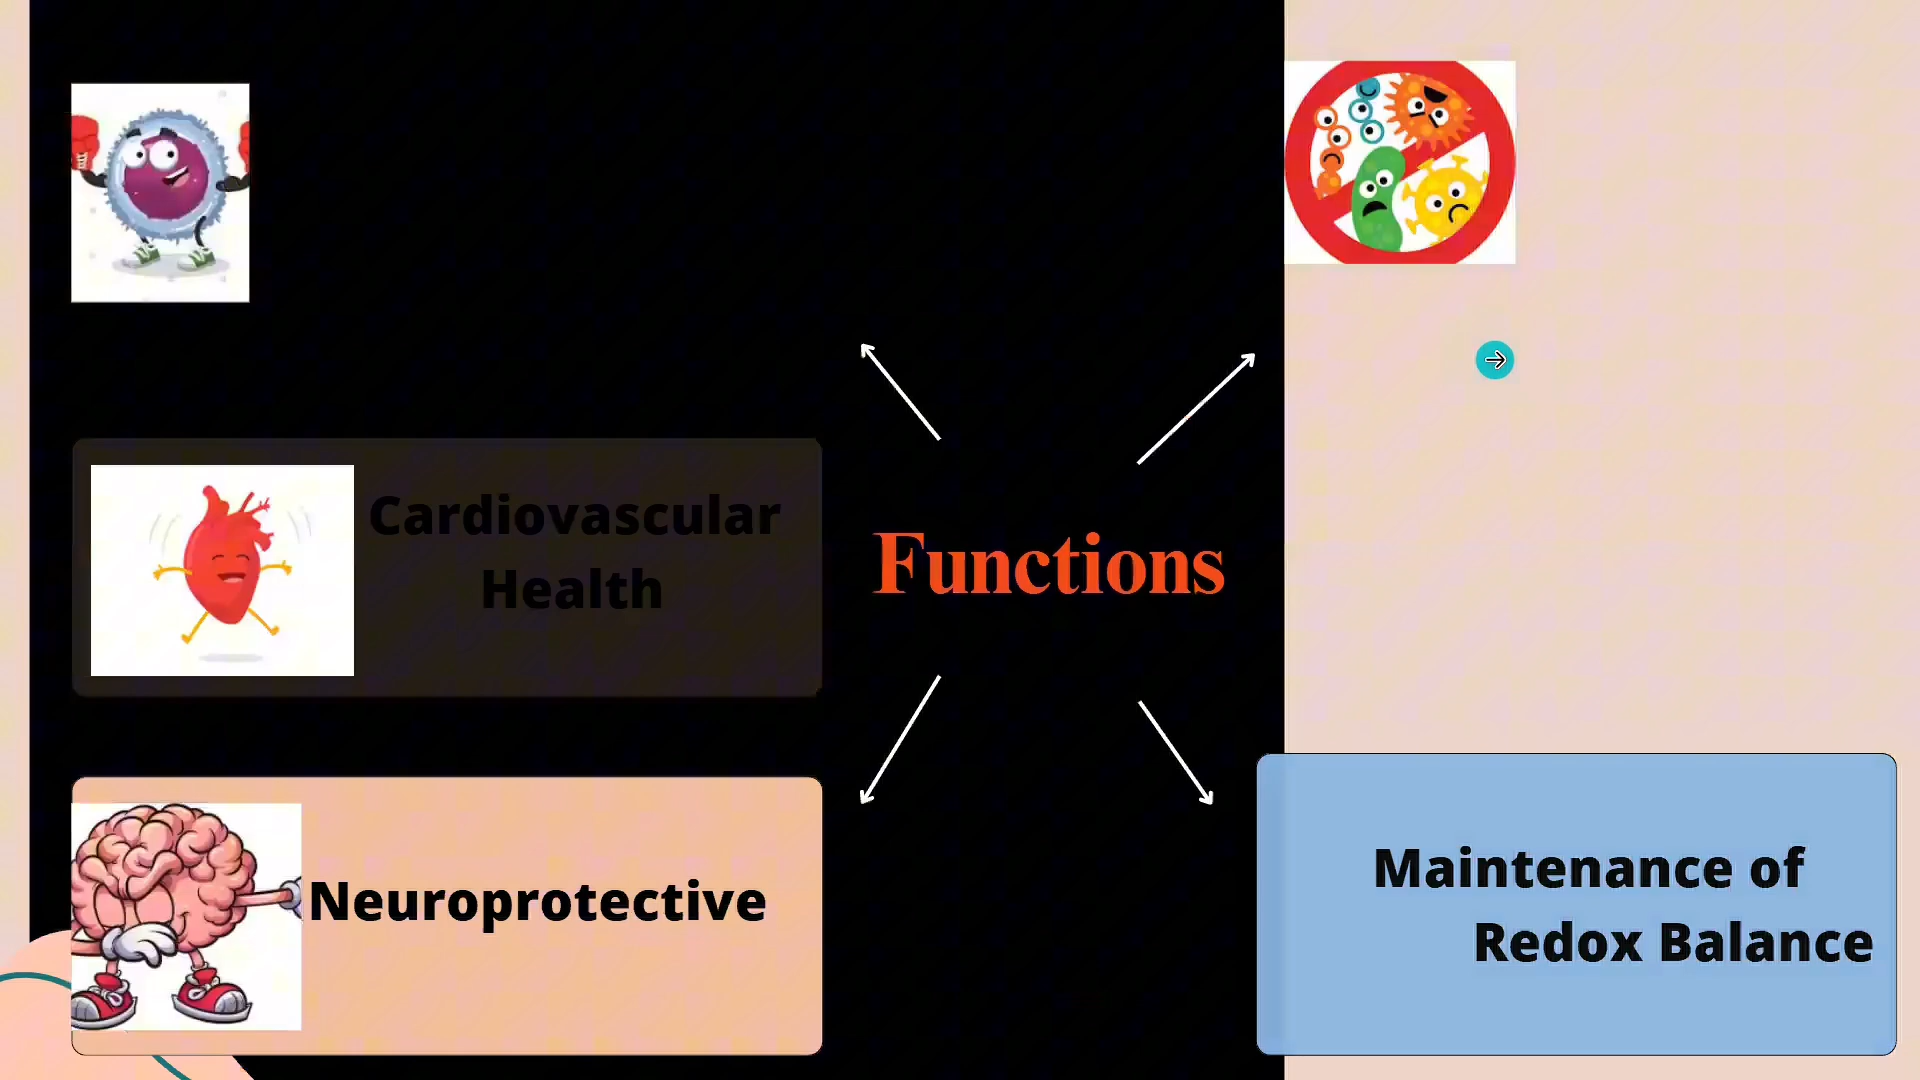 Cardiovascular
Health
Functions
Neuroprotective
Maintenance of
Redox Balance